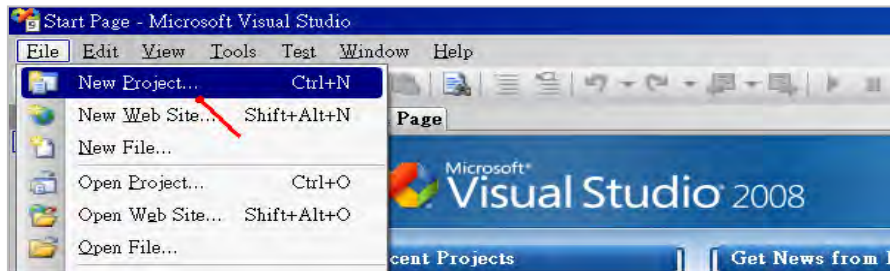 Start Page - Microsoft Visual Studio
File Edit View Tools Test Window Help
New Project... Ctrl+N
New Web Site... Shift+Alt+N
Page
New File...
Microsoft®
Visual Studio 2008
Open Project... Ctrl+O
Open Web Site... Shift+Alt+O
Open File...
cent Projects
Get News from